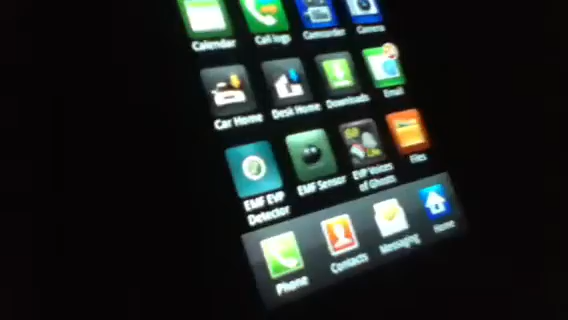 Calendar
Call logs
Camcorder
Camera
Car Home
Desk Home
Downloads
Email
EMF EVP
Detector
EMF Sensor
EVP Voices
of Ghosts
Files
Phone
Contacts
Messaging
Home